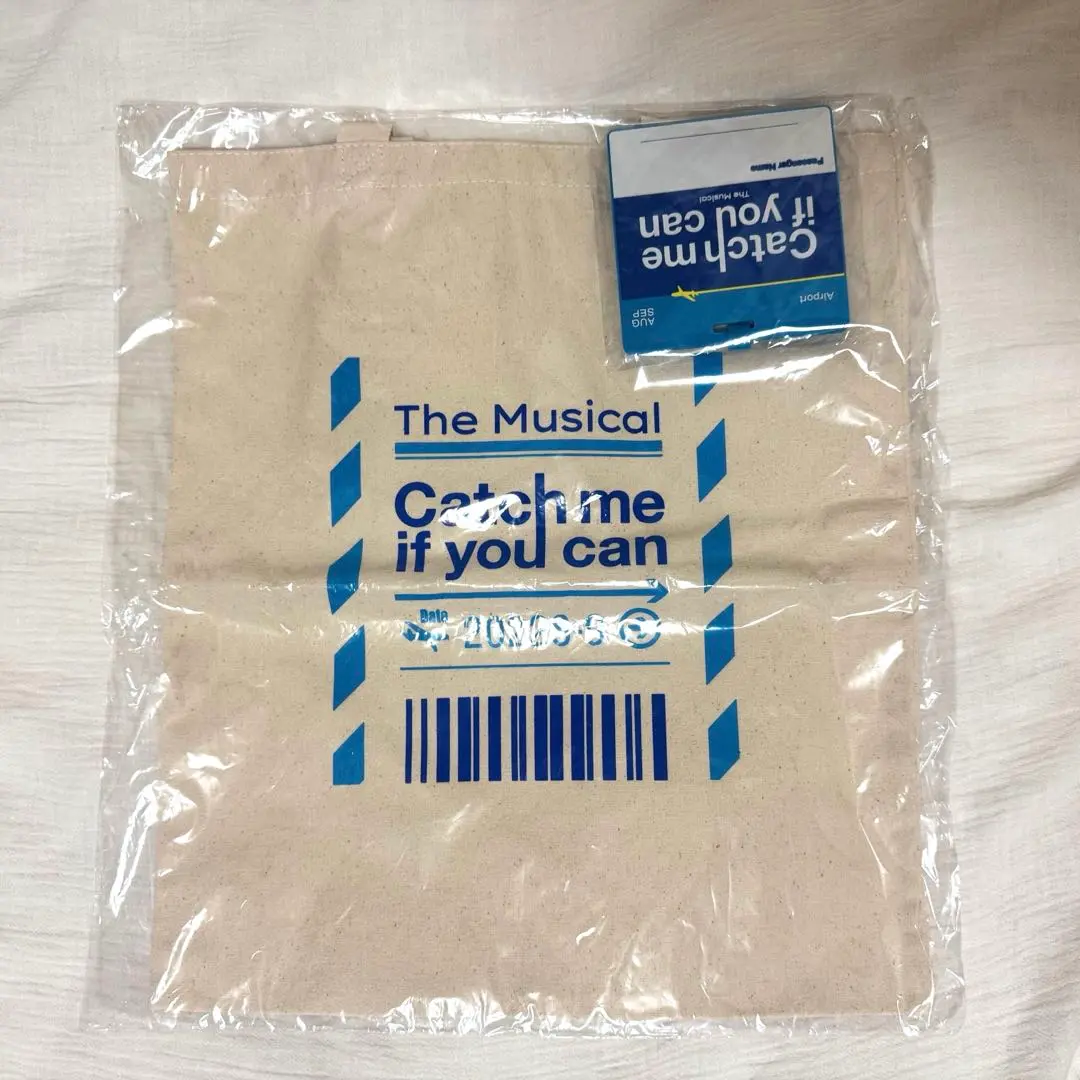 Passenger Name
The Musical
Catch me
if you can
Airport
AUG
SEP
The Musical
Catch me
if you can
Date